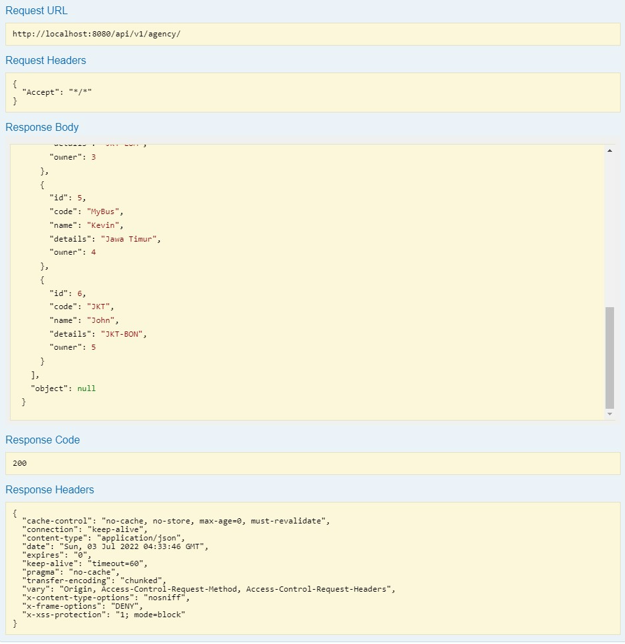 Request URL
http://localhost:8080/api/v1/agency/
Request Headers
{
  "Accept": "*/*"
}
Response Body
      "owner": 3
    },
    {
      "id": 5,
      "code": "MyBus",
      "name": "Kevin",
      "details": "Jawa Timur",
      "owner": 4
    },
    {
      "id": 6,
      "code": "JKT",
      "name": "John",
      "details": "JKT-BON",
      "owner": 5
    }
  ],
  "object": null
}
Response Code
200
Response Headers
{
  "cache-control": "no-cache, no-store, max-age=0, must-revalidate",
  "connection": "keep-alive",
  "content-type": "application/json",
  "date": "Sun, 03 Jul 2022 04:33:46 GMT",
  "expires": "0",
  "keep-alive": "timeout=60",
  "pragma": "no-cache",
  "transfer-encoding": "chunked",
  "vary": "Origin, Access-Control-Request-Method, Access-Control-Request-Headers",
  "x-content-type-options": "nosniff",
  "x-frame-options": "DENY",
  "x-xss-protection": "1; mode=block"
}